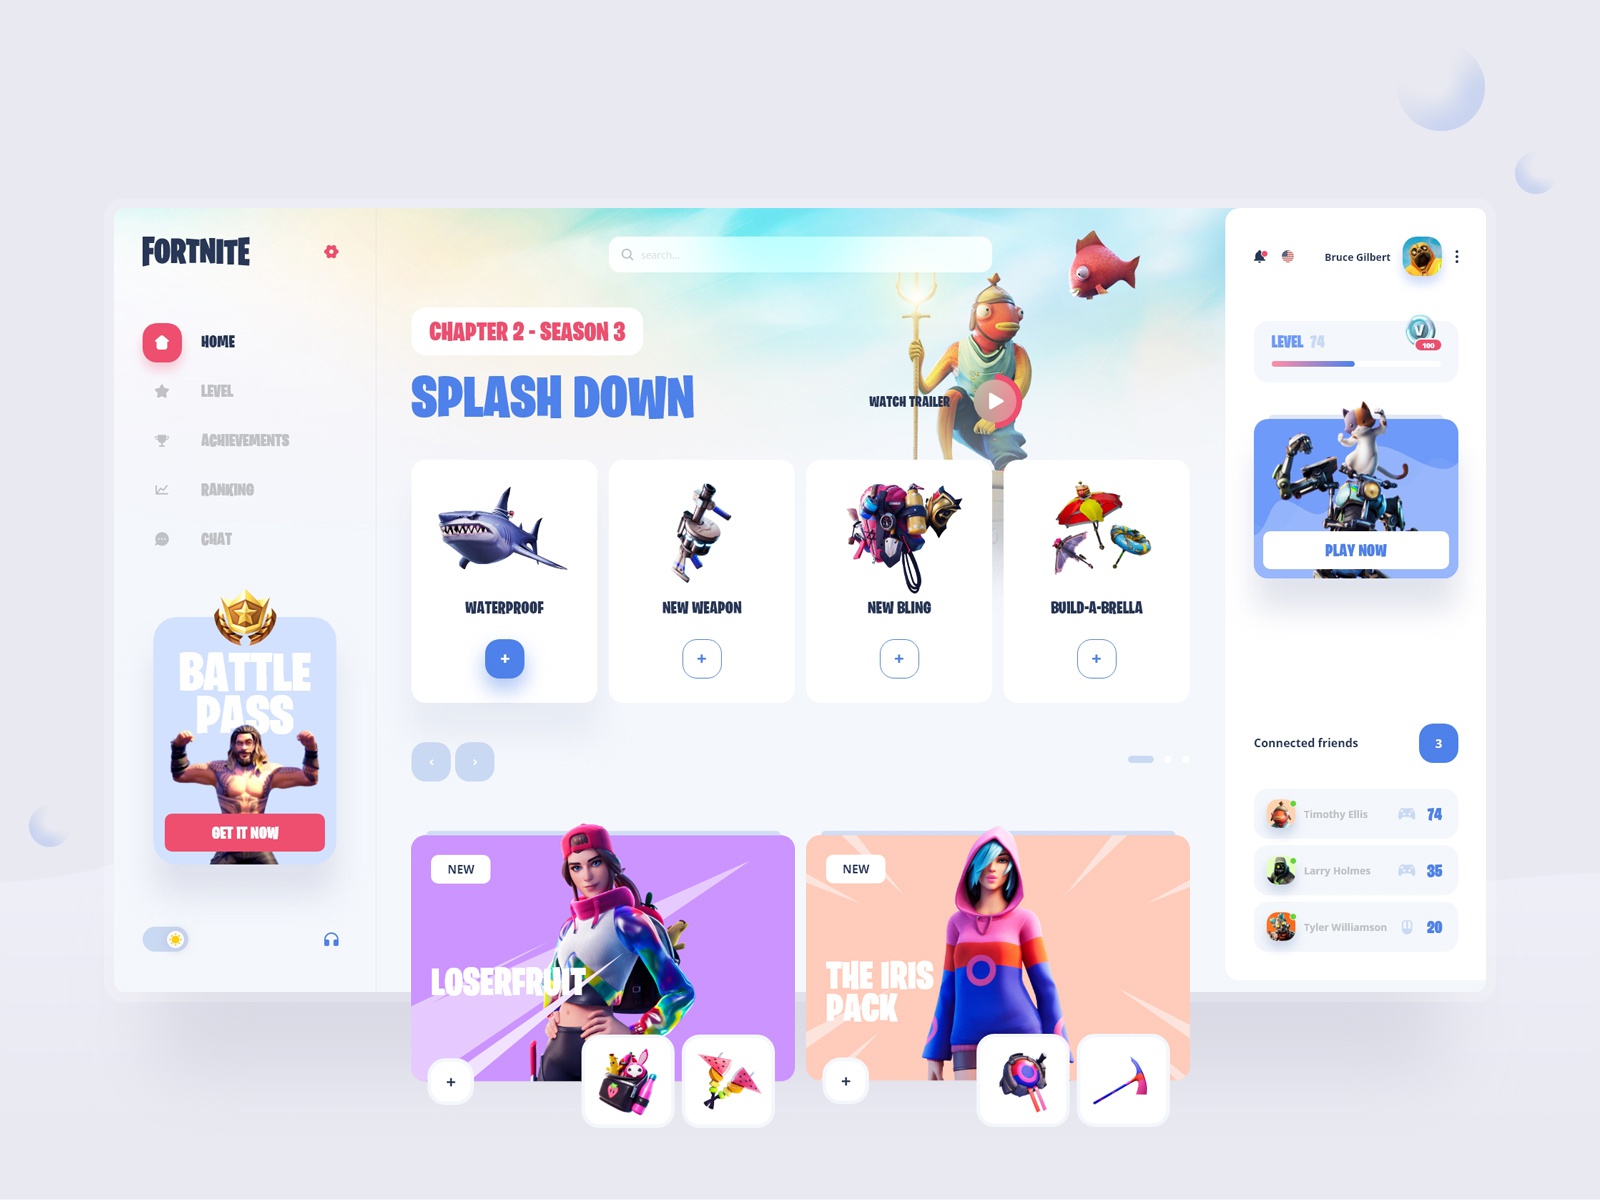 FORTNITE
HOME
LEVEL
ACHIEVEMENTS
RANKING
CHAT
BATTLE
PASS
GET IT NOW
search...
CHAPTER 2 - SEASON 3
SPLASH DOWN
WATCH TRAILER
WATERPROOF
+
NEW WEAPON
+
NEW BLING
+
BUILD-A-BRELLA
+
‹ ›
NEW
LOSERFRUIT
+
NEW
THE IRIS
PACK
+
Bruce Gilbert
LEVEL 74
V
100
PLAY NOW
Connected friends 3
Timothy Ellis 74
Larry Holmes 35
Tyler Williamson 20